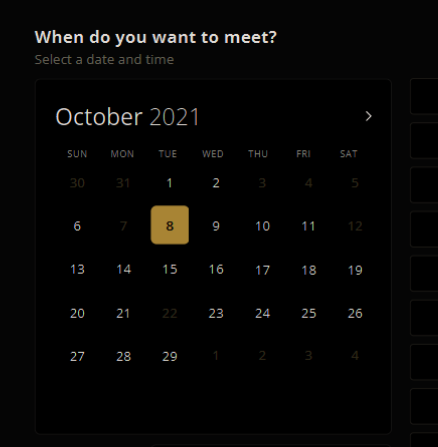 When do you want to meet?
Select a date and time
October 2021 >
SUN MON TUE WED THU FRI SAT
30 31 1 2 3 4 5
6 7 8 9 10 11 12
13 14 15 16 17 18 19
20 21 22 23 24 25 26
27 28 29 1 2 3 4